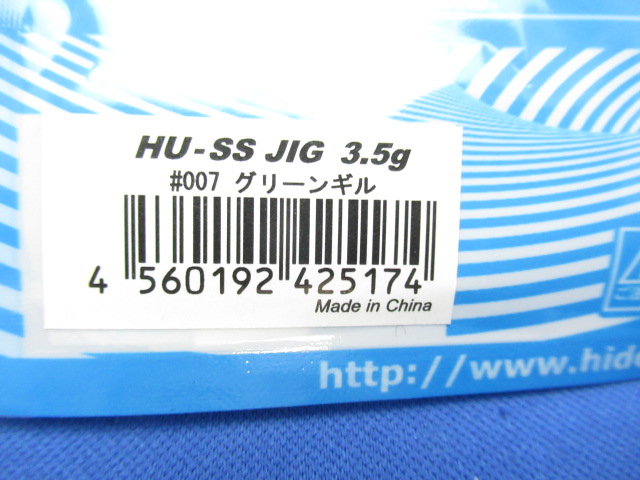 HU-SS JIG 3.5g
#007 グリーンギル
4 560192 425174
Made in China
http://www.hide